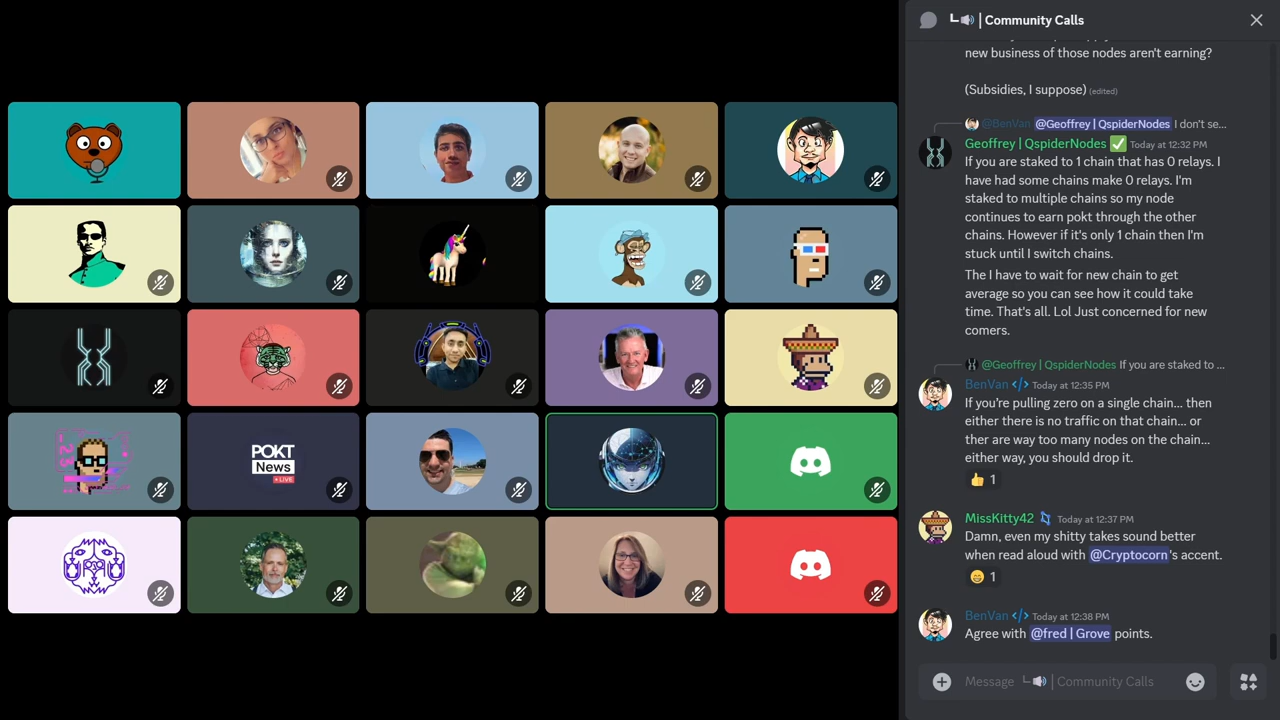 POKT
News
LIVE
| Community Calls
new business of those nodes aren't earning?
(Subsidies, I suppose) (edited)
@BenVan @Geoffrey | QspiderNodes I don't se...
Geoffrey | QspiderNodes Today at 12:32 PM
If you are staked to 1 chain that has 0 relays. I
have had some chains make 0 relays. I'm
staked to multiple chains so my node
continues to earn pokt through the other
chains. However if it's only 1 chain then I'm
stuck until I switch chains.
The I have to wait for new chain to get
average so you can see how it could take
time. That's all. Lol Just concerned for new
comers.
@Geoffrey | QspiderNodes If you are staked to ...
BenVan </> Today at 12:35 PM
If you're pulling zero on a single chain... then
either there is no traffic on that chain... or
ther are way too many nodes on the chain...
either way, you should drop it.
1
MissKitty42 Today at 12:37 PM
Damn, even my shitty takes sound better
when read aloud with @Cryptocorn's accent.
1
BenVan </> Today at 12:38 PM
Agree with @fred | Grove points.
Message | Community Calls